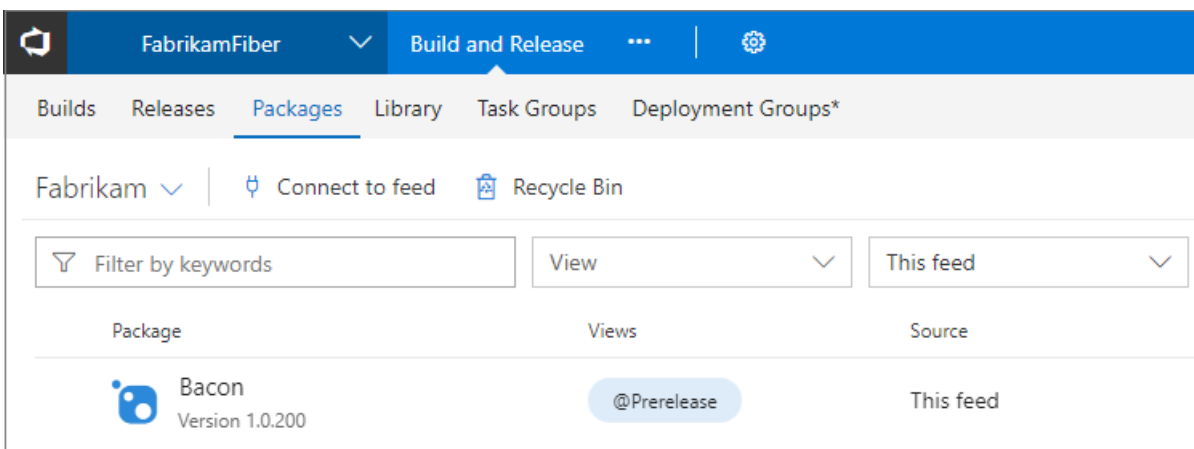 FabrikamFiber Build and Release ...
Builds Releases Packages Library Task Groups Deployment Groups*
Fabrikam Connect to feed Recycle Bin
Filter by keywords View This feed
Package Views Source
Bacon @Prerelease This feed
Version 1.0.200